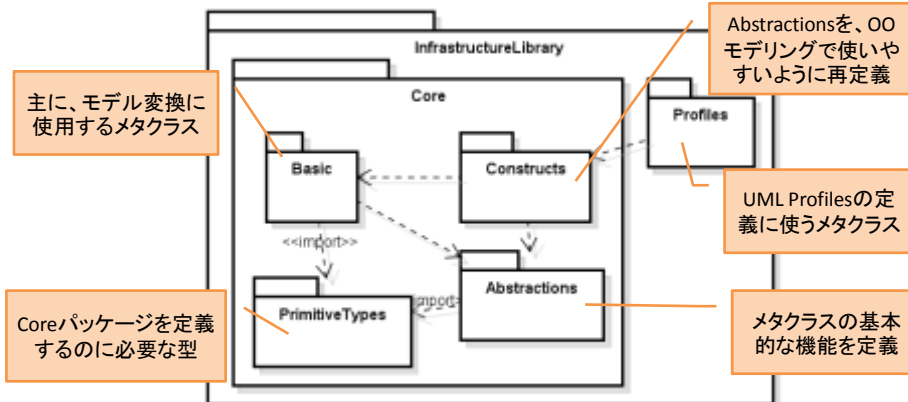 InfrastructureLibrary
Abstractionsを、OO
モデリングで使いや
すいように再定義
主に、モデル変換に
使用するメタクラス
Core
Profiles
Basic
Constructs
UML Profilesの定
義に使うメタクラス
<<import>>
Coreパッケージを定義
するのに必要な型
PrimitiveTypes
mport>
Abstractions
メタクラスの基本
的な機能を定義